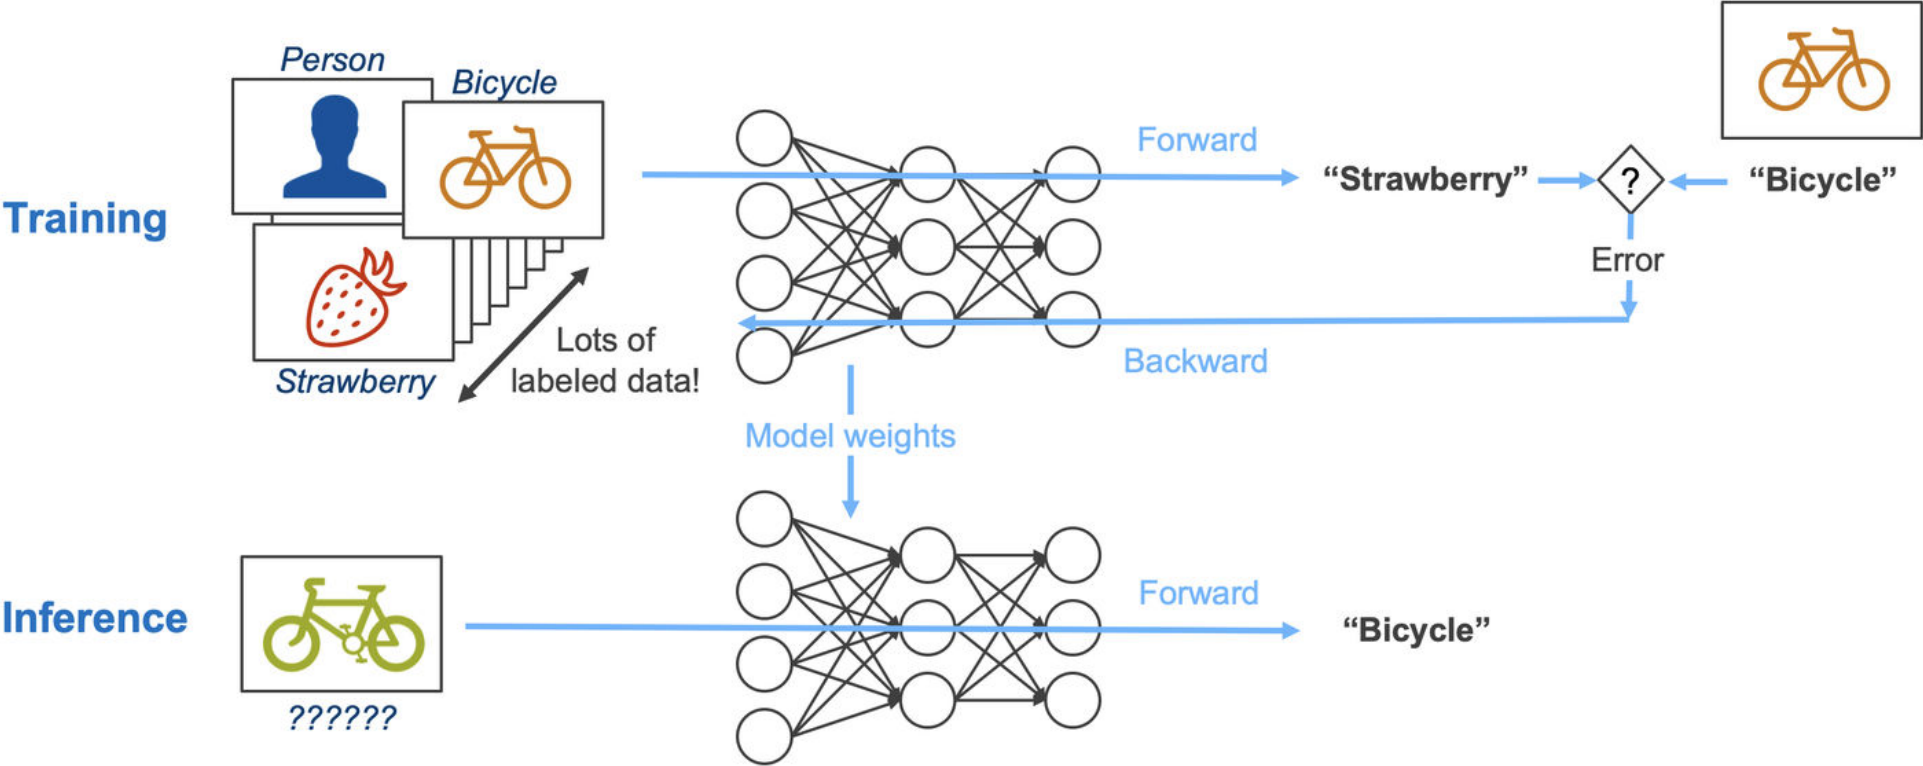 Person
Bicycle
Training
Strawberry
Lots of
labeled data!
Forward
“Strawberry”
?
“Bicycle”
Error
Backward
Model weights
Inference
??????
Forward
“Bicycle”